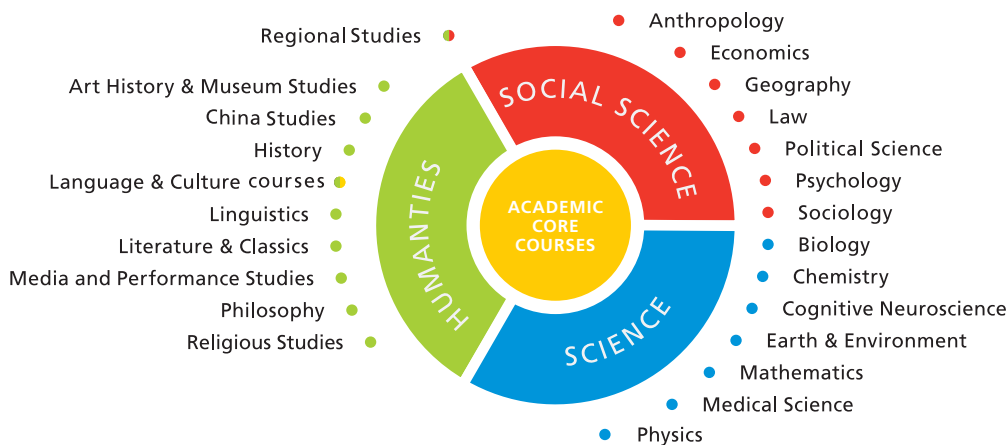 Regional Studies
Art History & Museum Studies
China Studies
History
Language & Culture courses
Linguistics
Literature & Classics
Media and Performance Studies
Philosophy
Religious Studies
HUMANTIES
SOCIAL SCIENCE
SCIENCE
ACADEMIC
CORE
COURSES
Anthropology
Economics
Geography
Law
Political Science
Psychology
Sociology
Biology
Chemistry
Cognitive Neuroscience
Earth & Environment
Mathematics
Medical Science
Physics